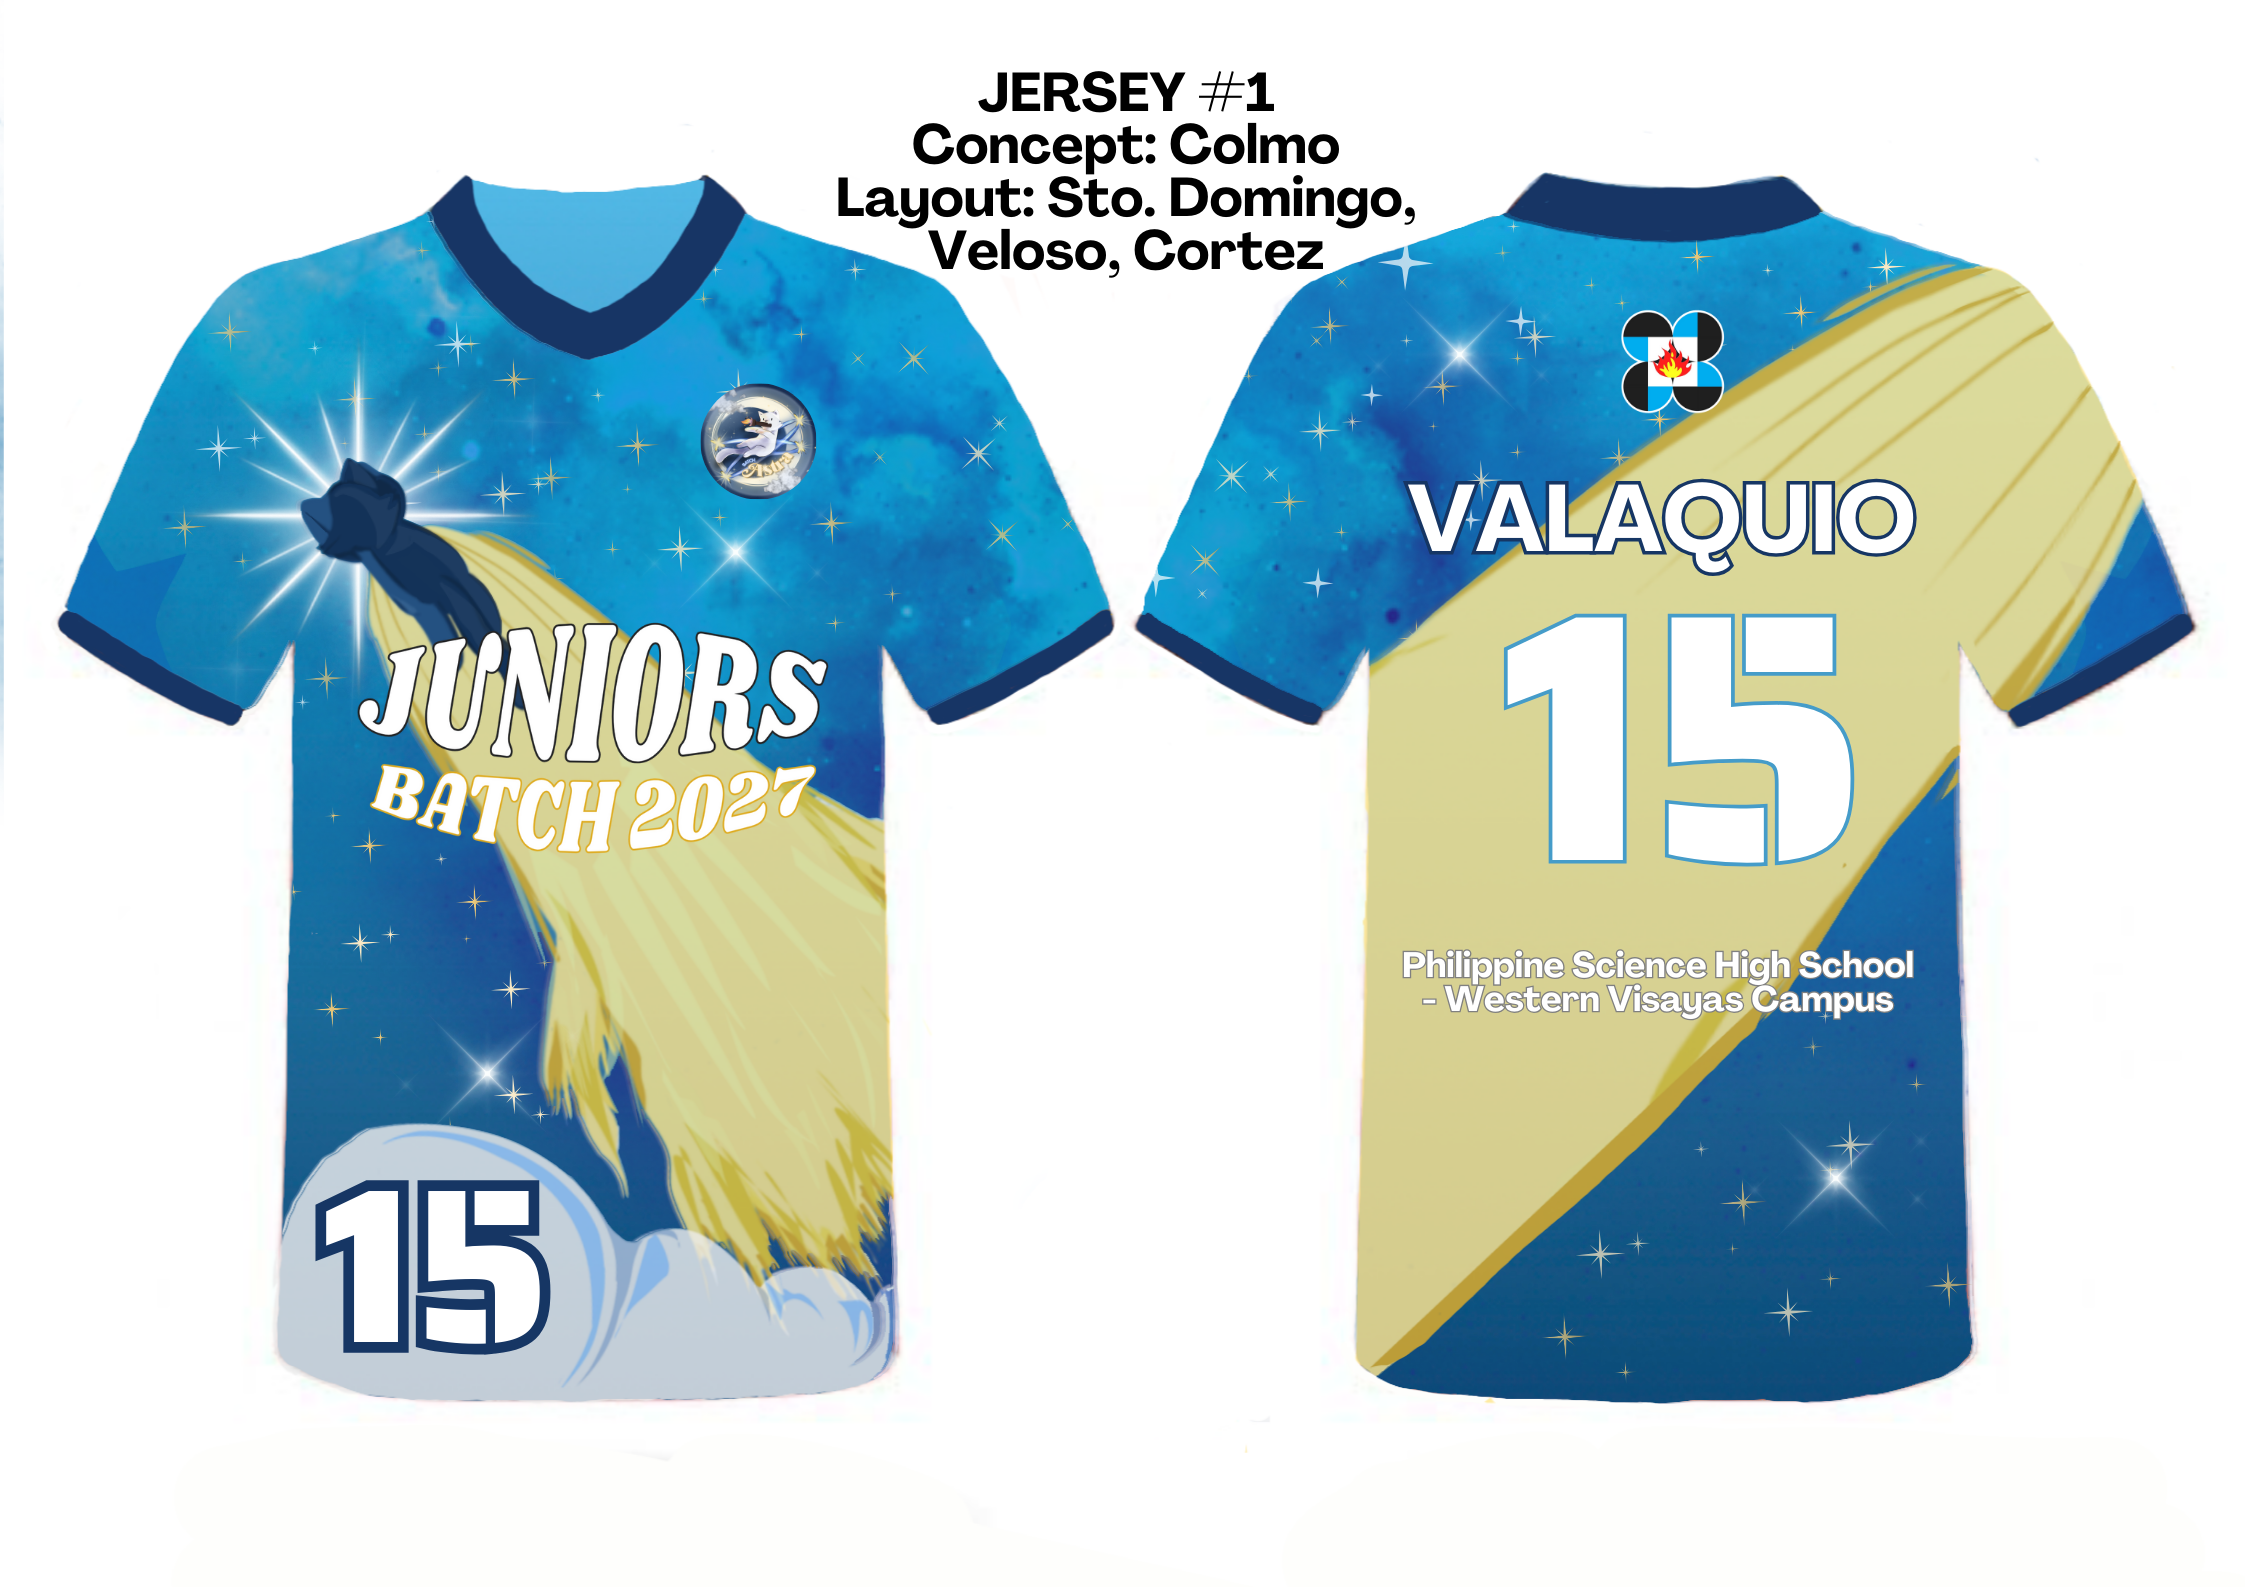 JERSEY #1
Concept: Colmo
Layout: Sto. Domingo,
Veloso, Cortez
Astra
JUNIORS
BATCH 2027
15
VALAQUIO
15
Philippine Science High School
- Western Visayas Campus